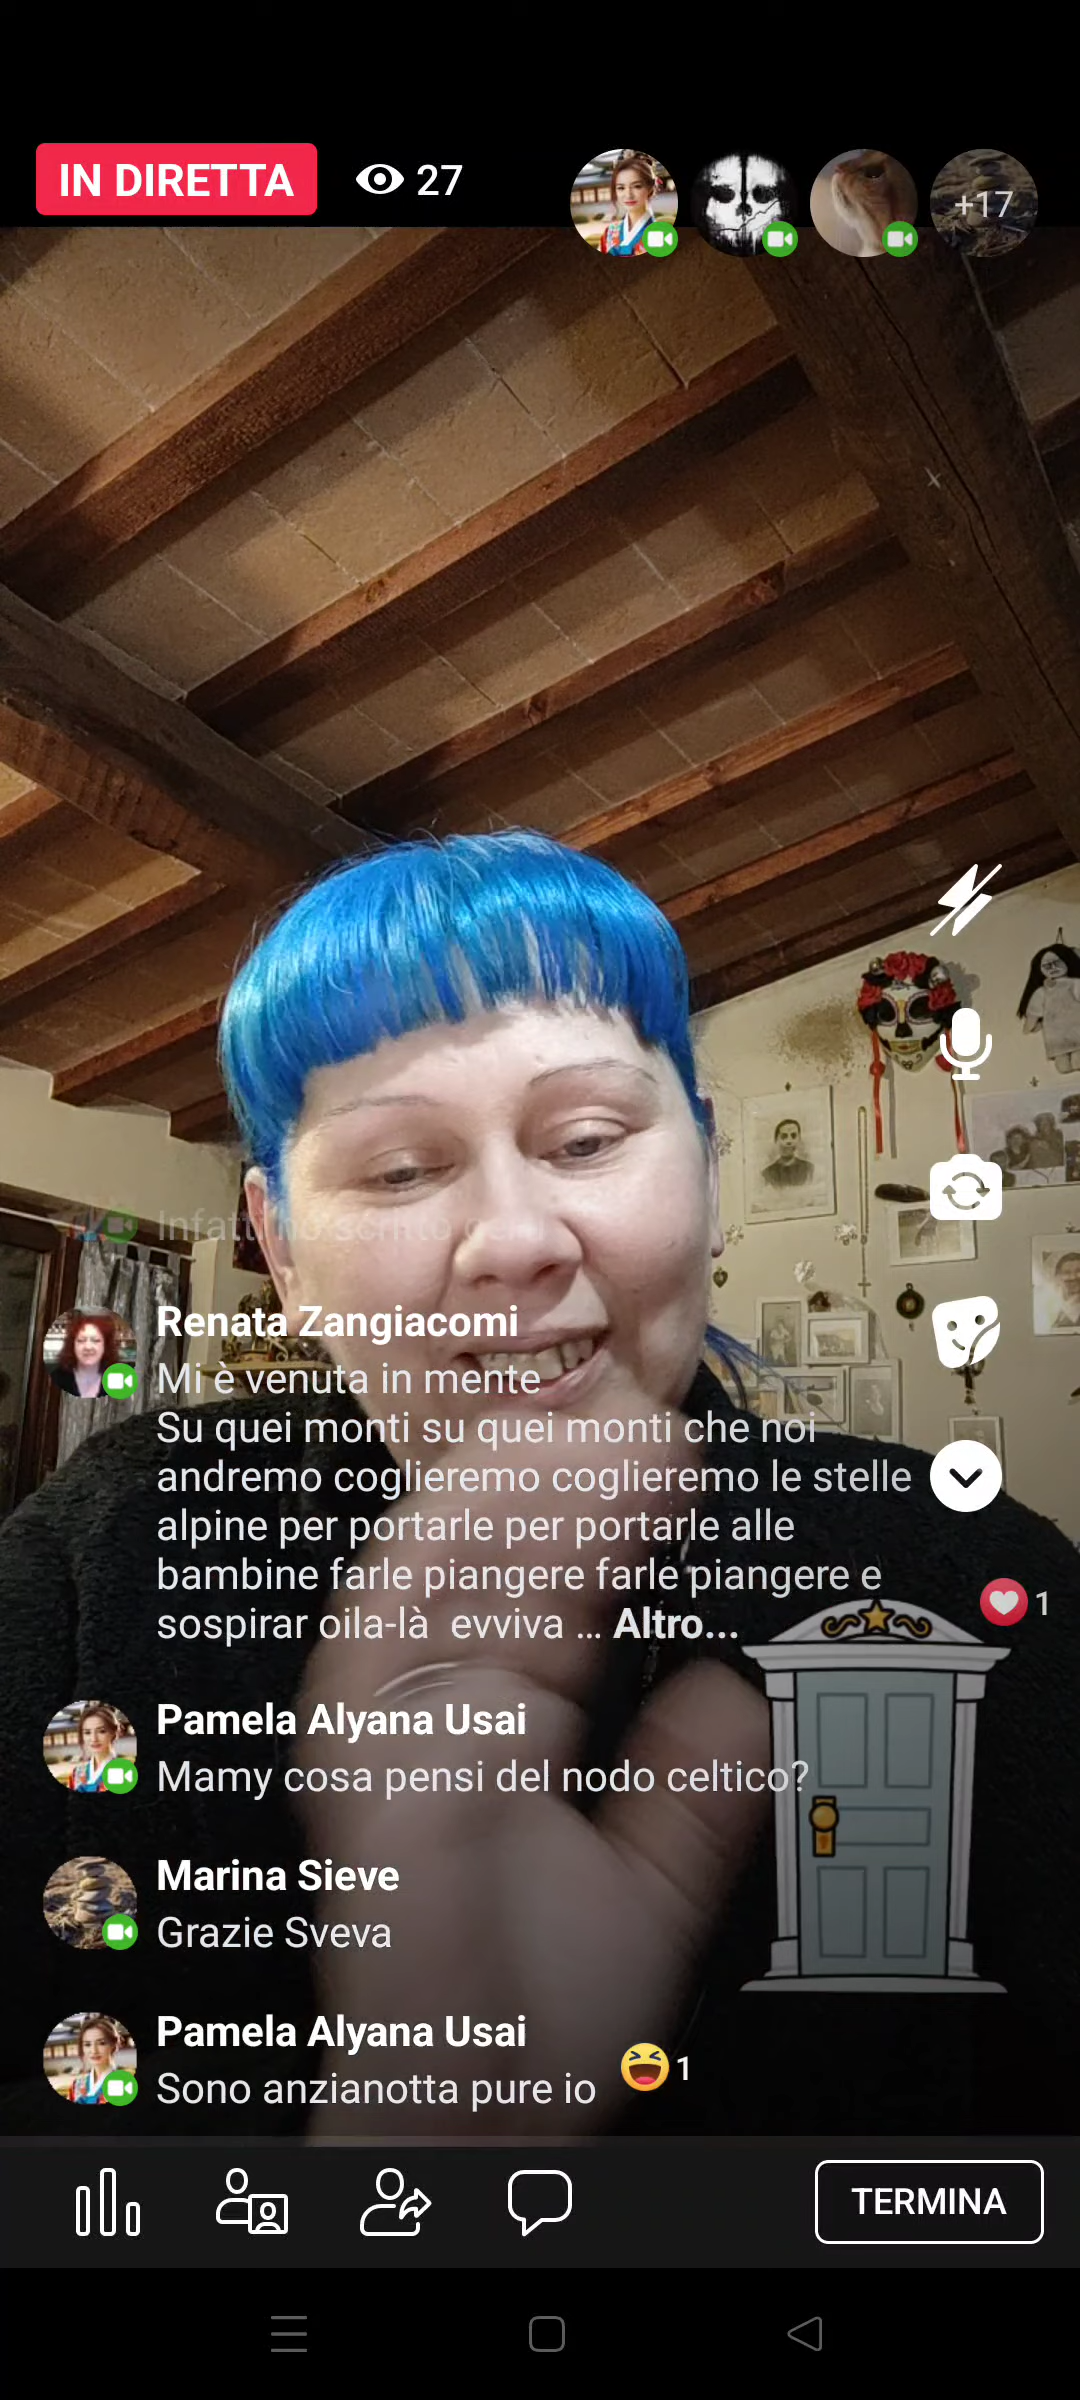 IN DIRETTA
27
+17
Infatti ho scritto
Renata Zangiacomi
Mi è venuta in mente
Su quei monti su quei monti che noi
andremo coglieremo coglieremo le stelle
alpine per portarle per portarle alle
bambine farle piangere farle piangere e
sospirar oila-là  evviva ... Altro...
1
Pamela Alyana Usai
Mamy cosa pensi del nodo celtico?
Marina Sieve
Grazie Sveva
Pamela Alyana Usai
Sono anzianotta pure io
1
TERMINA